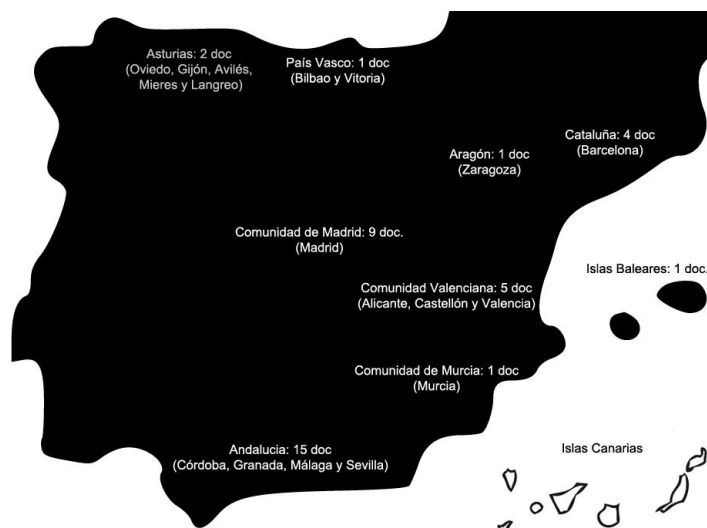 Asturias: 2 doc
(Oviedo, Gijón, Avilés,
Mieres y Langreo)
País Vasco: 1 doc
(Bilbao y Vitoria)
Cataluña: 4 doc
(Barcelona)
Aragón: 1 doc
(Zaragoza)
Comunidad de Madrid: 9 doc.
(Madrid)
Islas Baleares: 1 doc.
Comunidad Valenciana: 5 doc
(Alicante, Castellón y Valencia)
Comunidad de Murcia: 1 doc
(Murcia)
Andalucia: 15 doc
(Córdoba, Granada, Málaga y Sevilla)
Islas Canarias